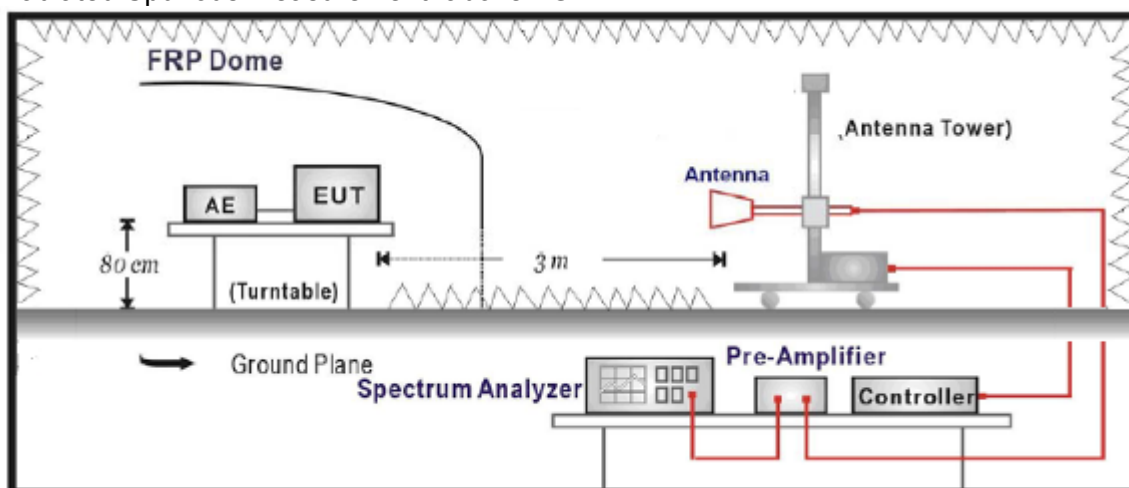 FRP Dome
(Antenna Tower)
Antenna
AE
EUT
80 cm
3 m
(Turntable)
Ground Plane
Pre-Amplifier
Spectrum Analyzer
Controller